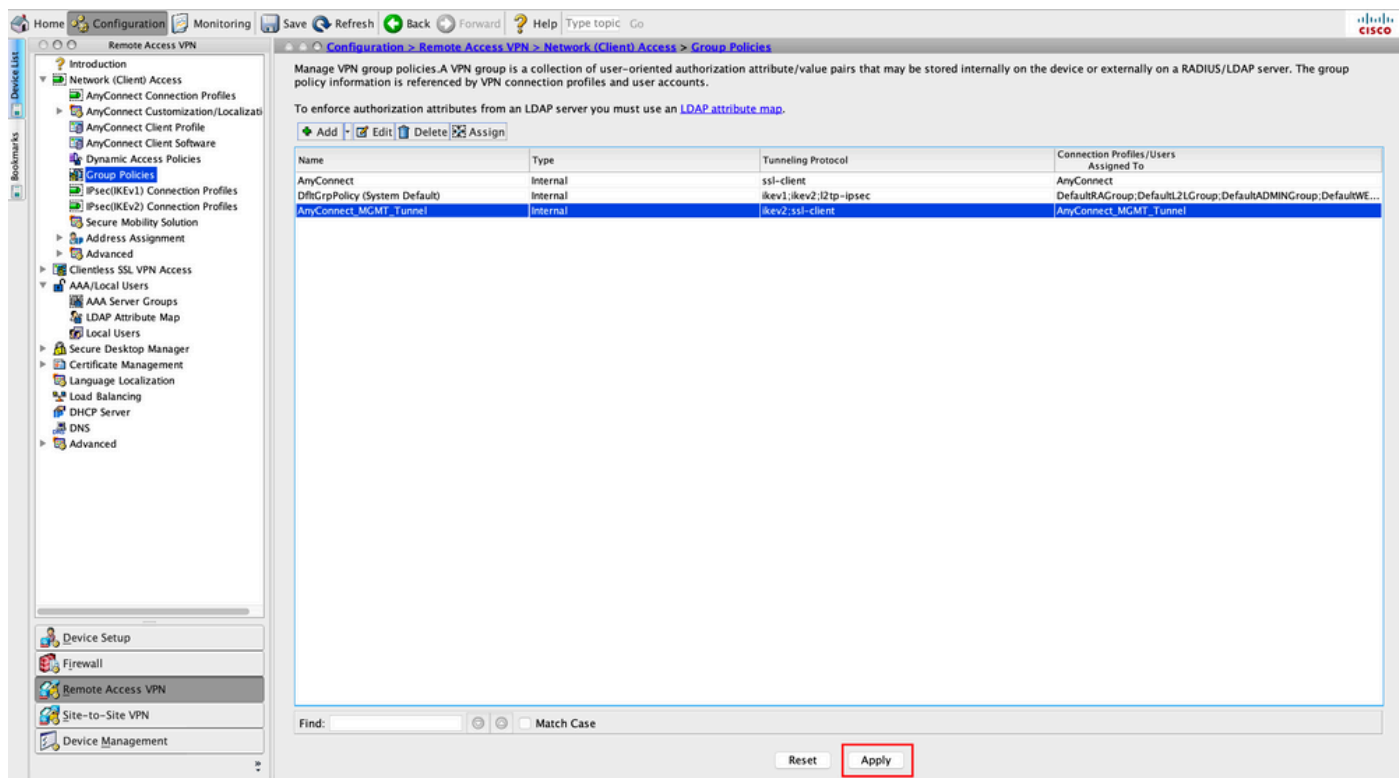 Home Configuration Monitoring Save Refresh Back Forward Help Type topic Go
CISCO
Device List
Bookmarks
Remote Access VPN
Introduction
Network (Client) Access
AnyConnect Connection Profiles
AnyConnect Customization/Localizati
AnyConnect Client Profile
AnyConnect Client Software
Dynamic Access Policies
Group Policies
IPsec(IKEv1) Connection Profiles
IPsec(IKEv2) Connection Profiles
Secure Mobility Solution
Address Assignment
Advanced
Clientless SSL VPN Access
AAA/Local Users
AAA Server Groups
LDAP Attribute Map
Local Users
Secure Desktop Manager
Certificate Management
Language Localization
Load Balancing
DHCP Server
DNS
Advanced
Device Setup
Firewall
Remote Access VPN
Site-to-Site VPN
Device Management
Configuration > Remote Access VPN > Network (Client) Access > Group Policies
Manage VPN group policies.A VPN group is a collection of user-oriented authorization attribute/value pairs that may be stored internally on the device or externally on a RADIUS/LDAP server. The group
policy information is referenced by VPN connection profiles and user accounts.
To enforce authorization attributes from an LDAP server you must use an LDAP attribute map.
Add Edit Delete Assign
Name Type Tunneling Protocol Connection Profiles/Users
Assigned To
AnyConnect Internal ssl-client AnyConnect
DfltGrpPolicy (System Default) Internal ikev1;ikev2;l2tp-ipsec DefaultRAGroup;DefaultL2LGroup;DefaultADMINGroup;DefaultWE...
AnyConnect_MGMT_Tunnel Internal ikev2;ssl-client AnyConnect_MGMT_Tunnel
Find: Match Case
Reset Apply